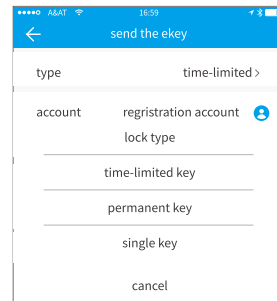 A&AT 16:59
send the ekey
type time-limited >
account regristration account
lock type
time-limited key
permanent key
single key
cancel